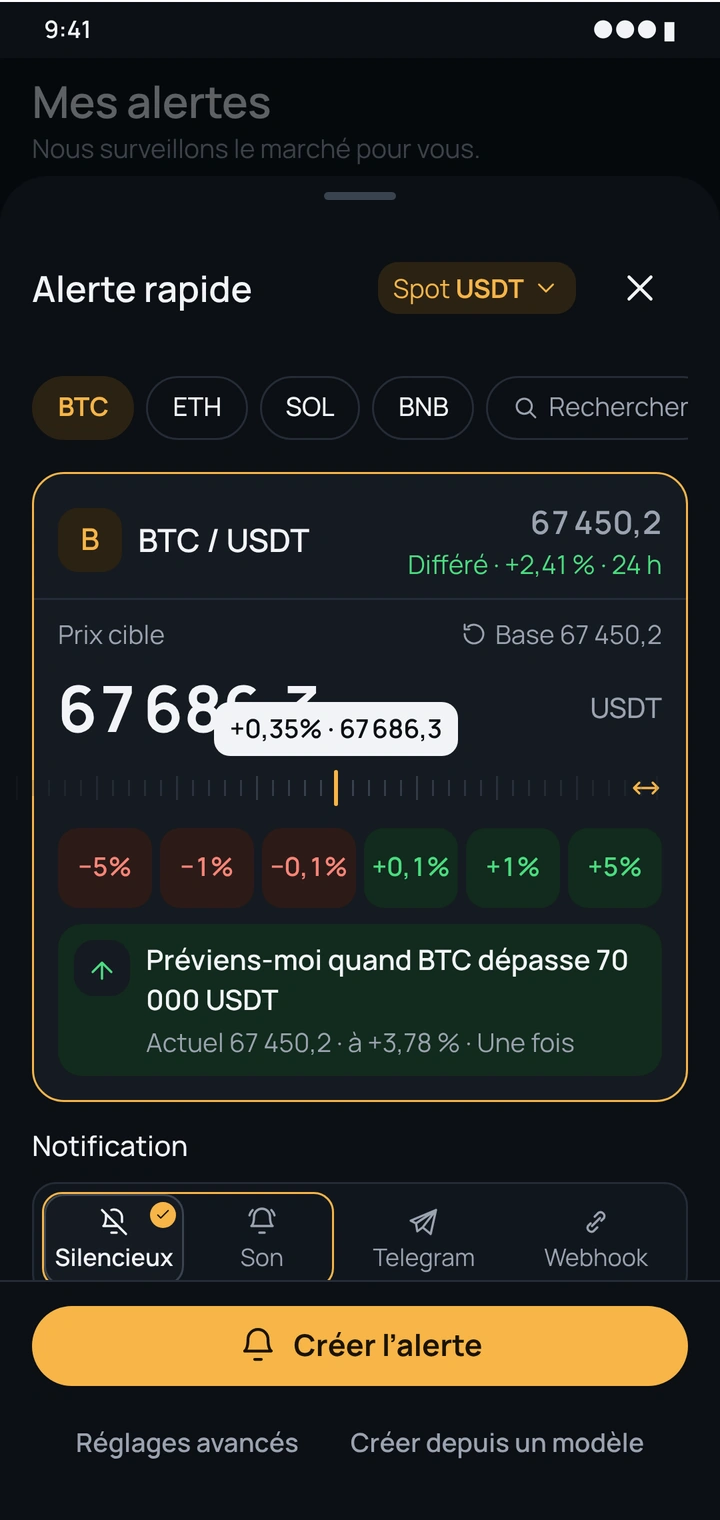 9:41
Mes alertes
Nous surveillons le marché pour vous.
Alerte rapide
Spot USDT
BTC
ETH
SOL
BNB
Rechercher
B
BTC / USDT
67 450,2
Différé · +2,41 % · 24 h
Prix cible
Base 67 450,2
67 686,3
USDT
+0,35% · 67 686,3
−5%
−1%
−0,1%
+0,1%
+1%
+5%
Préviens-moi quand BTC dépasse 70
000 USDT
Actuel 67 450,2 · à +3,78 % · Une fois
Notification
Silencieux
Son
Telegram
Webhook
Créer l’alerte
Réglages avancés
Créer depuis un modèle